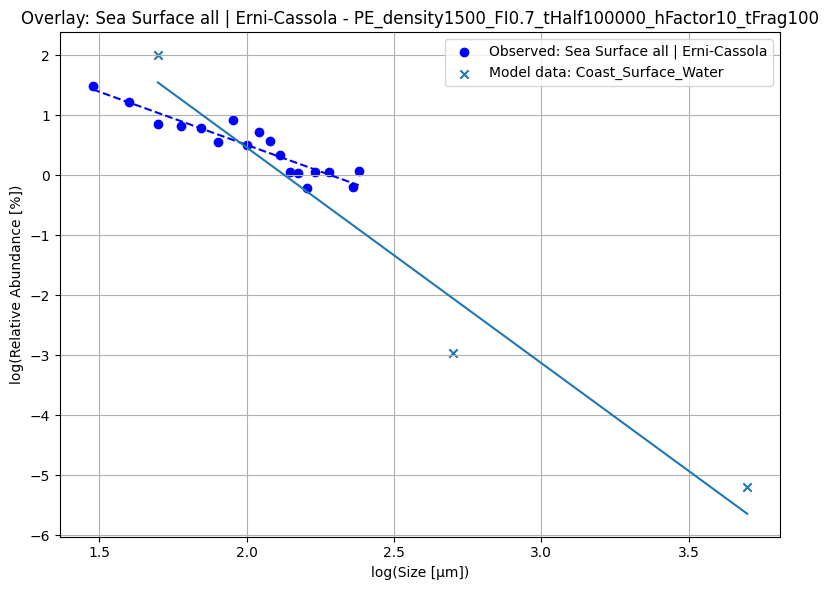 Overlay: Sea Surface all | Erni-Cassola - PE_density1500_FI0.7_tHalf100000_hFactor10_tFrag100
Observed: Sea Surface all | Erni-Cassola
Model data: Coast_Surface_Water
log(Relative Abundance [%])
2
1
0
−1
−2
−3
−4
−5
−6
1.5
2.0
2.5
3.0
3.5
log(Size [μm])